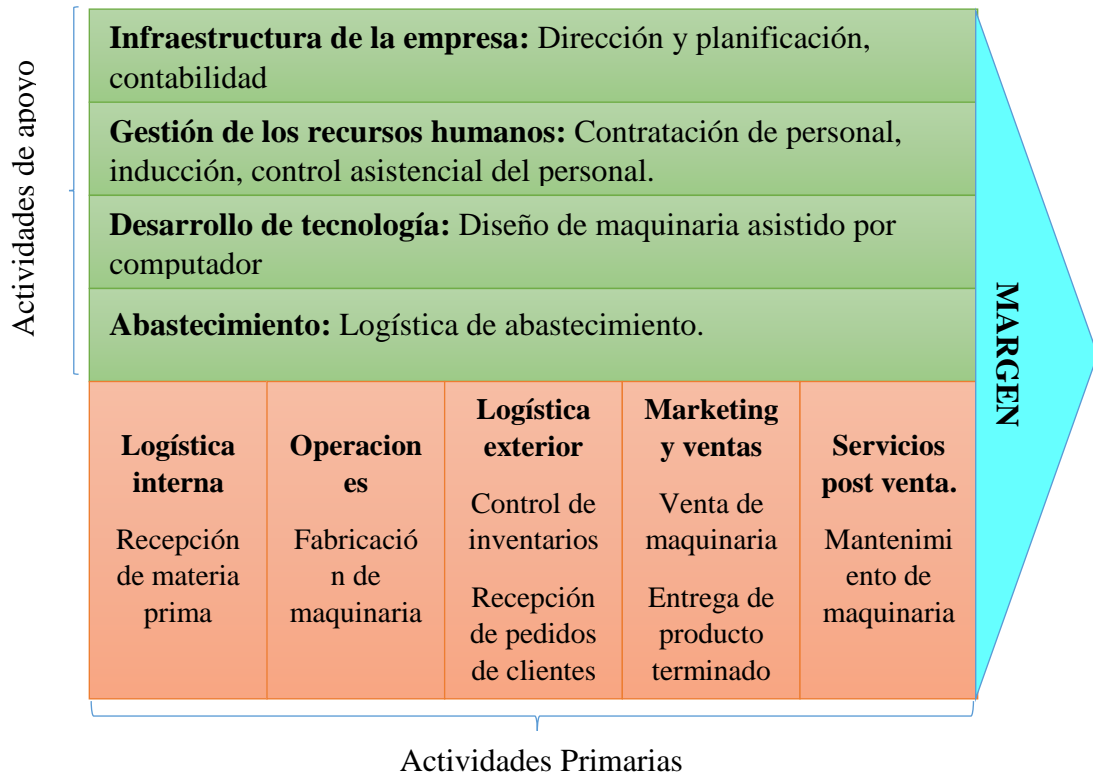 Actividades de apoyo
Infraestructura de la empresa: Dirección y planificación,
contabilidad
Gestión de los recursos humanos: Contratación de personal,
inducción, control asistencial del personal.
Desarrollo de tecnología: Diseño de maquinaria asistido por
computador
Abastecimiento: Logística de abastecimiento.
Logística
interna
Recepción
de materia
prima
Operacion
es
Fabricació
n de
maquinaria
Logística
exterior
Control de
inventarios
Recepción
de pedidos
de clientes
Marketing
y ventas
Venta de
maquinaria
Entrega de
producto
terminado
Servicios
post venta.
Mantenimi
ento de
maquinaria
MARGEN
Actividades Primarias